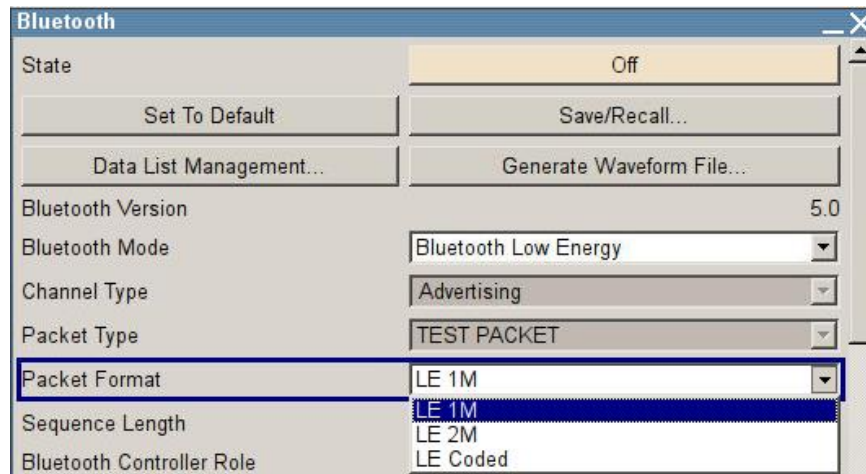 Bluetooth
State Off
Set To Default Save/Recall...
Data List Management... Generate Waveform File...
Bluetooth Version 5.0
Bluetooth Mode Bluetooth Low Energy
Channel Type Advertising
Packet Type TEST PACKET
Packet Format LE 1M
LE 1M
Sequence Length LE 2M
Bluetooth Controller Role LE Coded